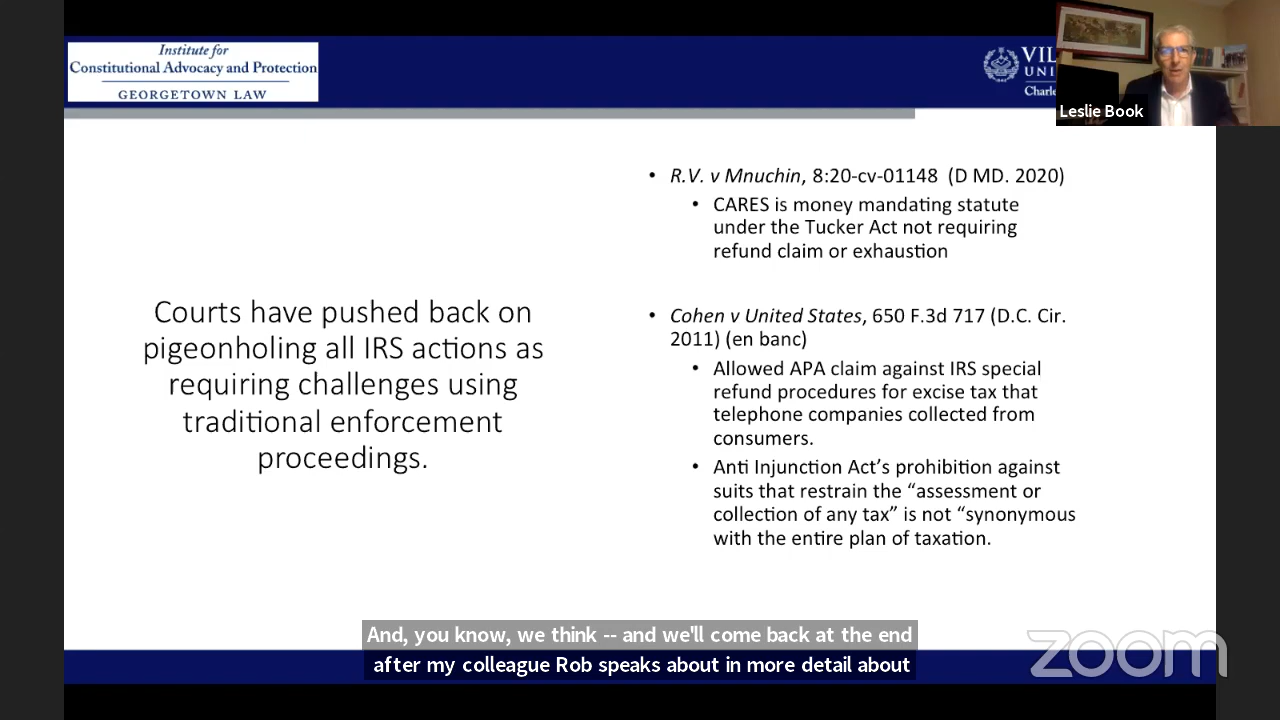 Institute for
Constitutional Advocacy and Protection
GEORGETOWN LAW
VIL
UNI
Charle
Leslie Book
Courts have pushed back on
pigeonholing all IRS actions as
requiring challenges using
traditional enforcement
proceedings.
• R.V. v Mnuchin, 8:20-cv-01148 (D MD. 2020)
• CARES is money mandating statute
under the Tucker Act not requiring
refund claim or exhaustion
• Cohen v United States, 650 F.3d 717 (D.C. Cir.
2011) (en banc)
• Allowed APA claim against IRS special
refund procedures for excise tax that
telephone companies collected from
consumers.
• Anti Injunction Act’s prohibition against
suits that restrain the “assessment or
collection of any tax” is not “synonymous
with the entire plan of taxation.
And, you know, we think -- and we'll come back at the end
after my colleague Rob speaks about in more detail about
zoom